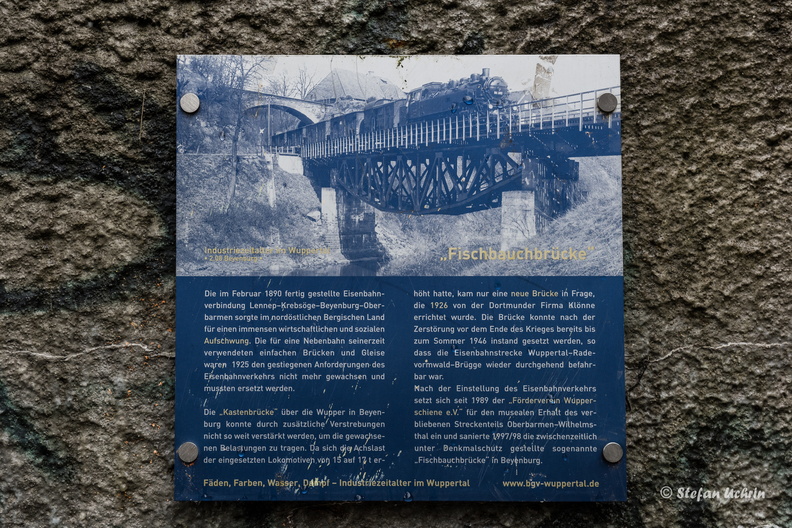 Industriezeitalter im Wuppertal
• 7.08 Beyenburg
„Fischbauchbrücke“
Die im Februar 1890 fertig gestellte Eisenbahn-
verbindung Lennep–Krebsöge–Beyenburg–Ober-
barmen sorgte im nordöstlichen Bergischen Land
für einen immensen wirtschaftlichen und sozialen
Aufschwung. Die für eine Nebenbahn seinerzeit
verwendeten einfachen Brücken und Gleise
waren 1925 den gestiegenen Anforderungen des
Eisenbahnverkehrs nicht mehr gewachsen und
mussten ersetzt werden.
Die „Kastenbrücke“ über die Wupper in Beyen-
burg konnte durch zusätzliche Verstrebungen
nicht so weit verstärkt werden, um die gewachse-
nen Belastungen zu tragen. Da sich die Achslast
der eingesetzten Lokomotiven von 15 auf 17 t er-
höht hatte, kam nur eine neue Brücke in Frage,
die 1926 von der Dortmunder Firma Klönne
errichtet wurde. Die Brücke konnte nach der
Zerstörung vor dem Ende des Krieges bereits bis
zum Sommer 1946 instand gesetzt werden, so
dass die Eisenbahnstrecke Wuppertal–Rade-
vormwald–Brügge wieder durchgehend befahr-
bar war.
Nach der Einstellung des Eisenbahnverkehrs
setzt sich seit 1989 der „Förderverein Wupper-
schiene e.V.“ für den musealen Erhalt des ver-
bliebenen Streckenteils Oberbarmen–Wilhelms-
thal ein und sanierte 1997/98 die zwischenzeitlich
unter Denkmalschutz gestellte sogenannte
„Fischbauchbrücke“ in Beyenburg.
Fäden, Farben, Wasser, Dampf – Industriezeitalter im Wuppertal
www.bgv-wuppertal.de
© Stefan Uchrin